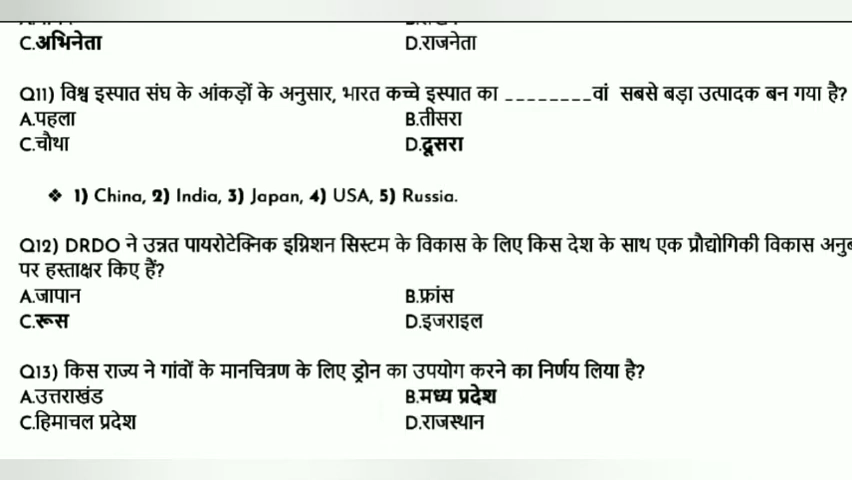 C.अभिनेता D.राजनेता
Q11) विश्व इस्पात संघ के आंकड़ों के अनुसार, भारत कच्चे इस्पात का ________वां सबसे बड़ा उत्पादक बन गया है?
A.पहला B.तीसरा
C.चौथा D.दूसरा
❖ 1) China, 2) India, 3) Japan, 4) USA, 5) Russia.
Q12) DRDO ने उन्नत पायरोटेक्निक इग्निशन सिस्टम के विकास के लिए किस देश के साथ एक प्रौद्योगिकी विकास
पर हस्ताक्षर किए हैं?
A.जापान B.फ्रांस
C.रूस D.इजराइल
Q13) किस राज्य ने गांवों के मानचित्रण के लिए ड्रोन का उपयोग करने का निर्णय लिया है?
A.उत्तराखंड B.मध्य प्रदेश
C.हिमाचल प्रदेश D.राजस्थान